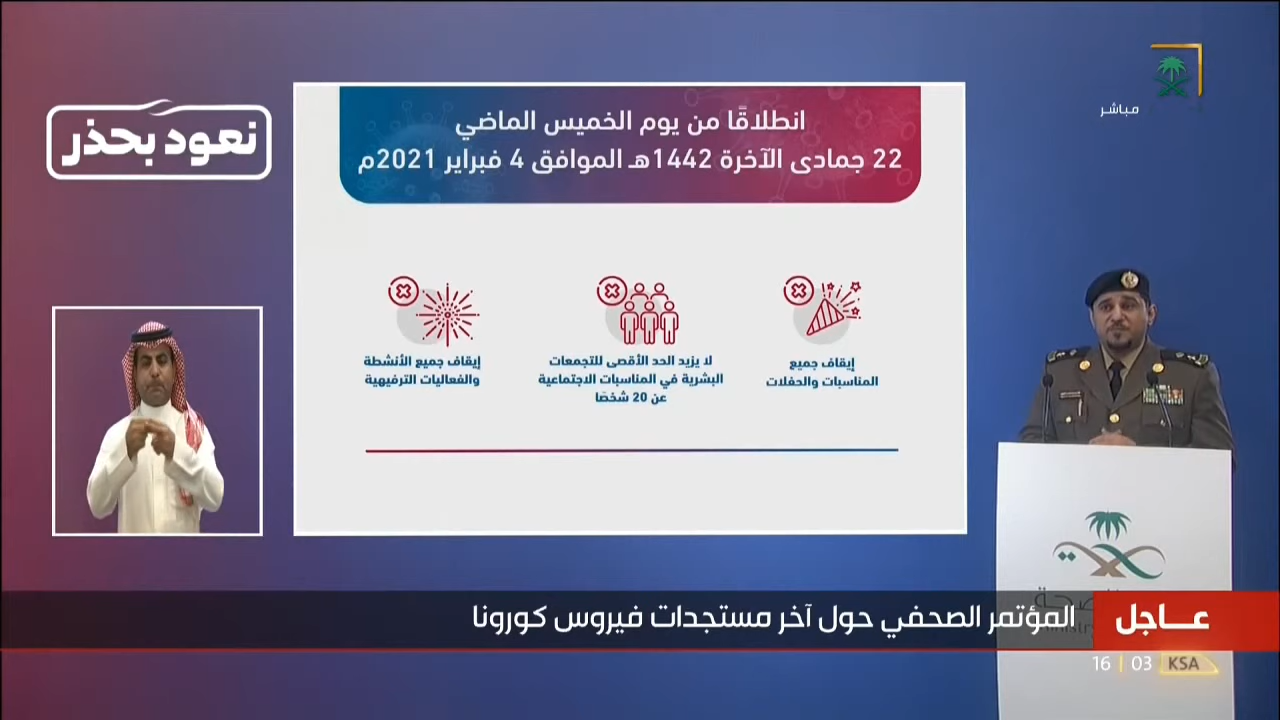 مباشر
نعود بحذر
انطلاقًا من يوم الخميس الماضي
22 جمادى الآخرة 1442هـ الموافق 4 فبراير 2021م
إيقاف جميع
المناسبات والحفلات
لا يزيد الحد الأقصى للتجمعات
البشرية في المناسبات الاجتماعية
عن 20 شخصًا
إيقاف جميع الأنشطة
والفعاليات الترفيهية
عاجل
المؤتمر الصحفي حول آخر مستجدات فيروس كورونا
16 03 KSA